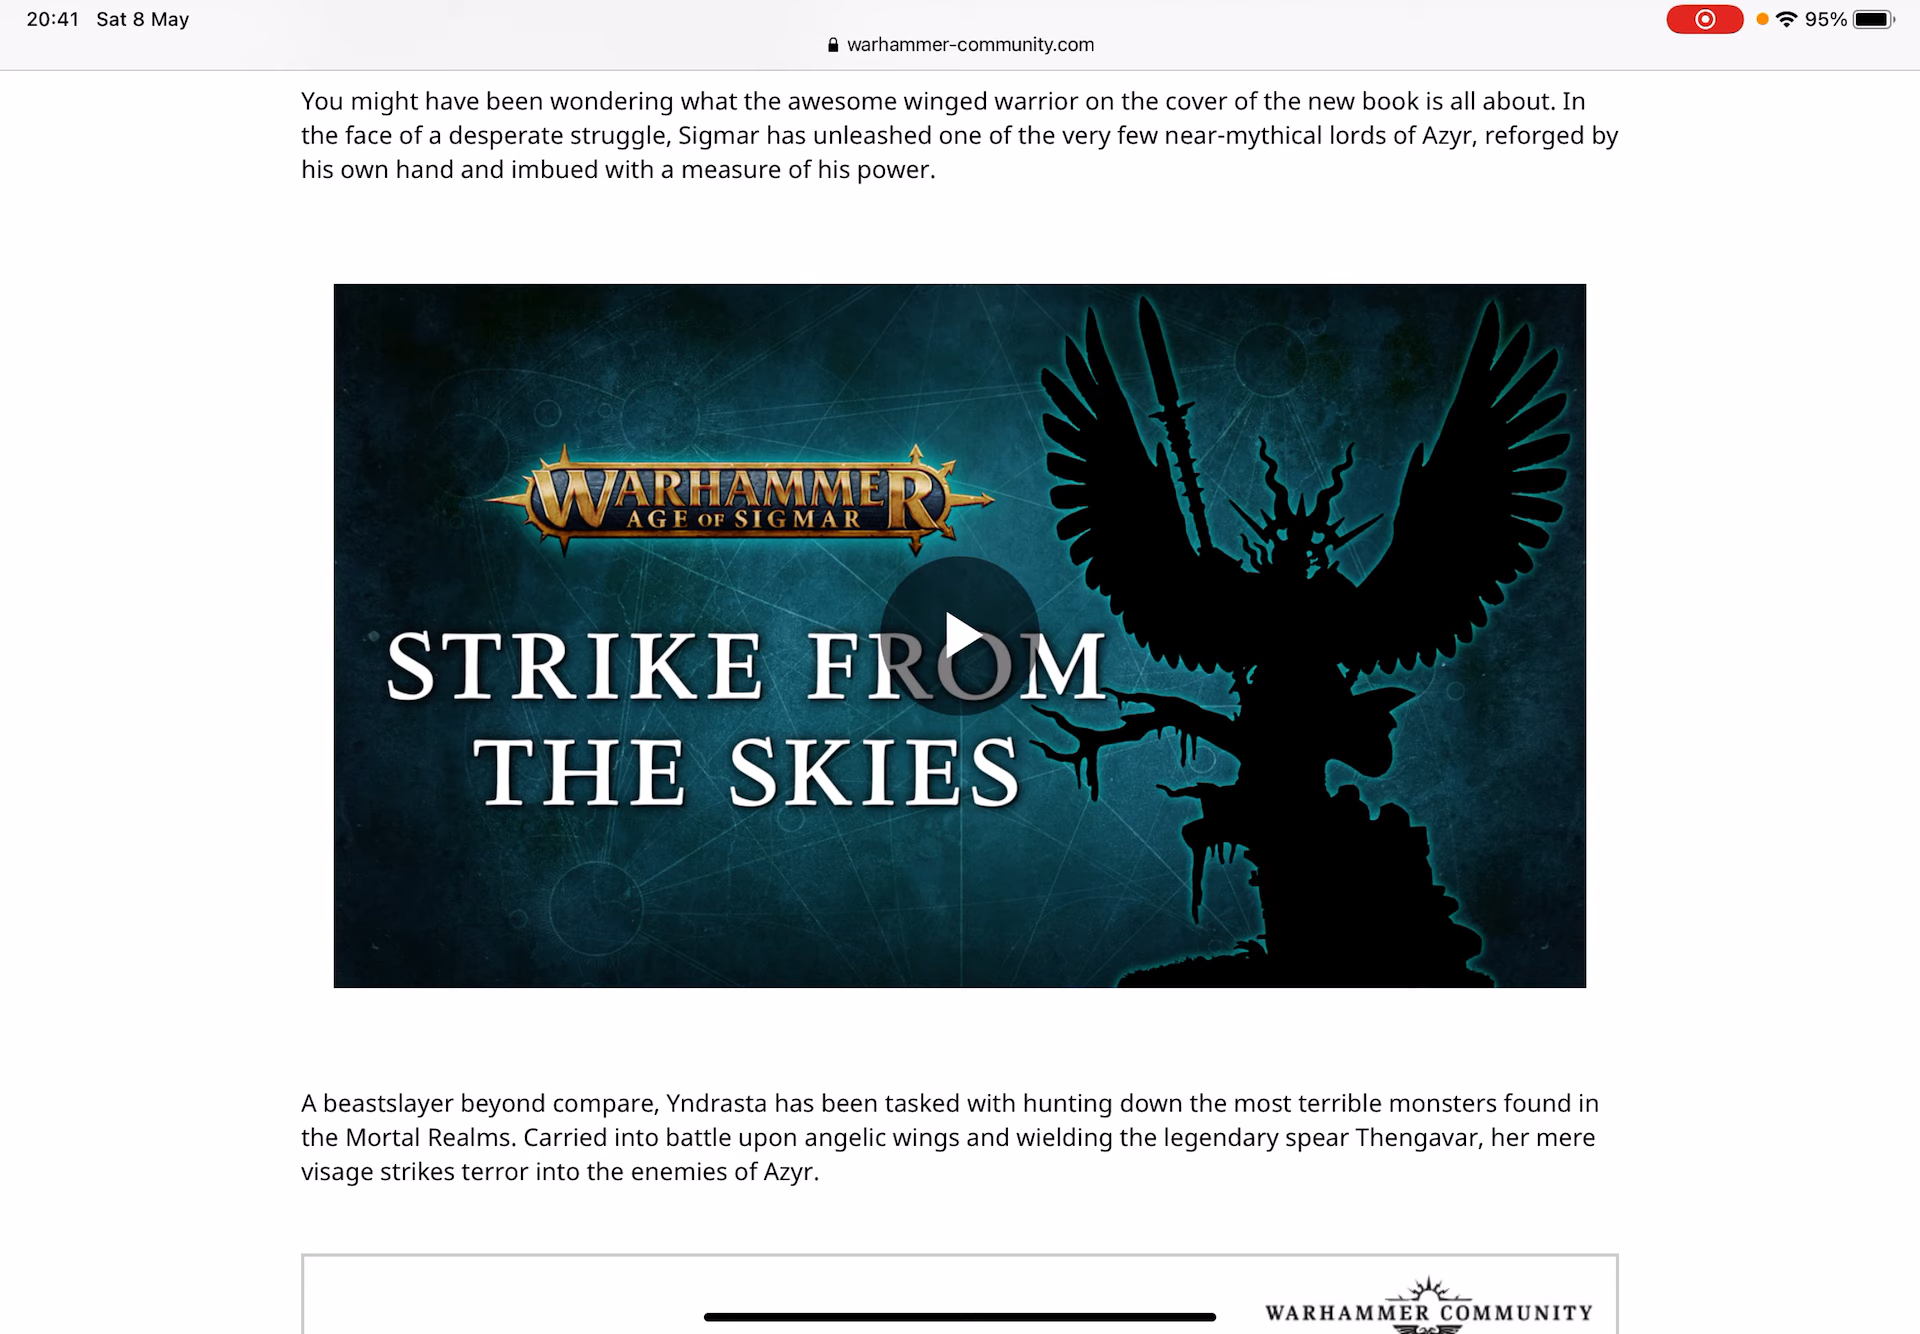 20:41 Sat 8 May
95%
warhammer-community.com
You might have been wondering what the awesome winged warrior on the cover of the new book is all about. In
the face of a desperate struggle, Sigmar has unleashed one of the very few near-mythical lords of Azyr, reforged by
his own hand and imbued with a measure of his power.
WARHAMMER
AGE OF SIGMAR
STRIKE FROM
THE SKIES
A beastslayer beyond compare, Yndrasta has been tasked with hunting down the most terrible monsters found in
the Mortal Realms. Carried into battle upon angelic wings and wielding the legendary spear Thengavar, her mere
visage strikes terror into the enemies of Azyr.
WARHAMMER COMMUNITY